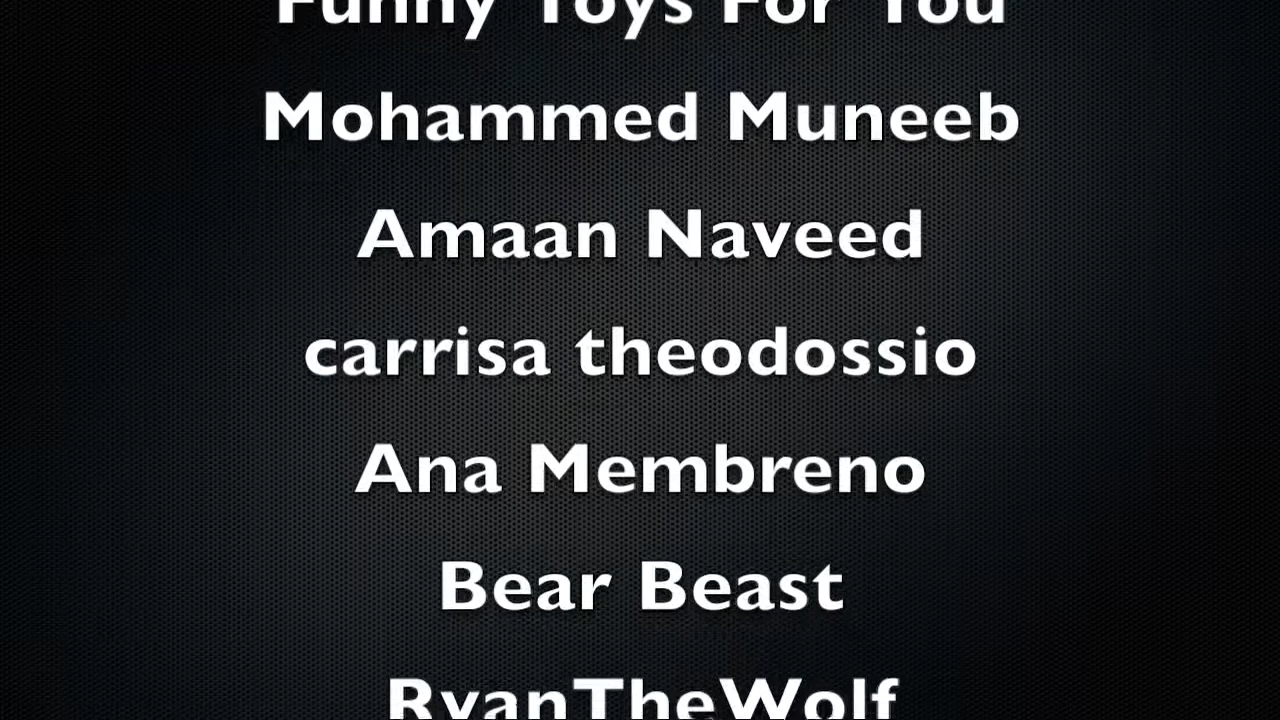 Funny Toys For You
Mohammed Muneeb
Amaan Naveed
carrisa theodossio
Ana Membreno
Bear Beast
RyanTheWolf